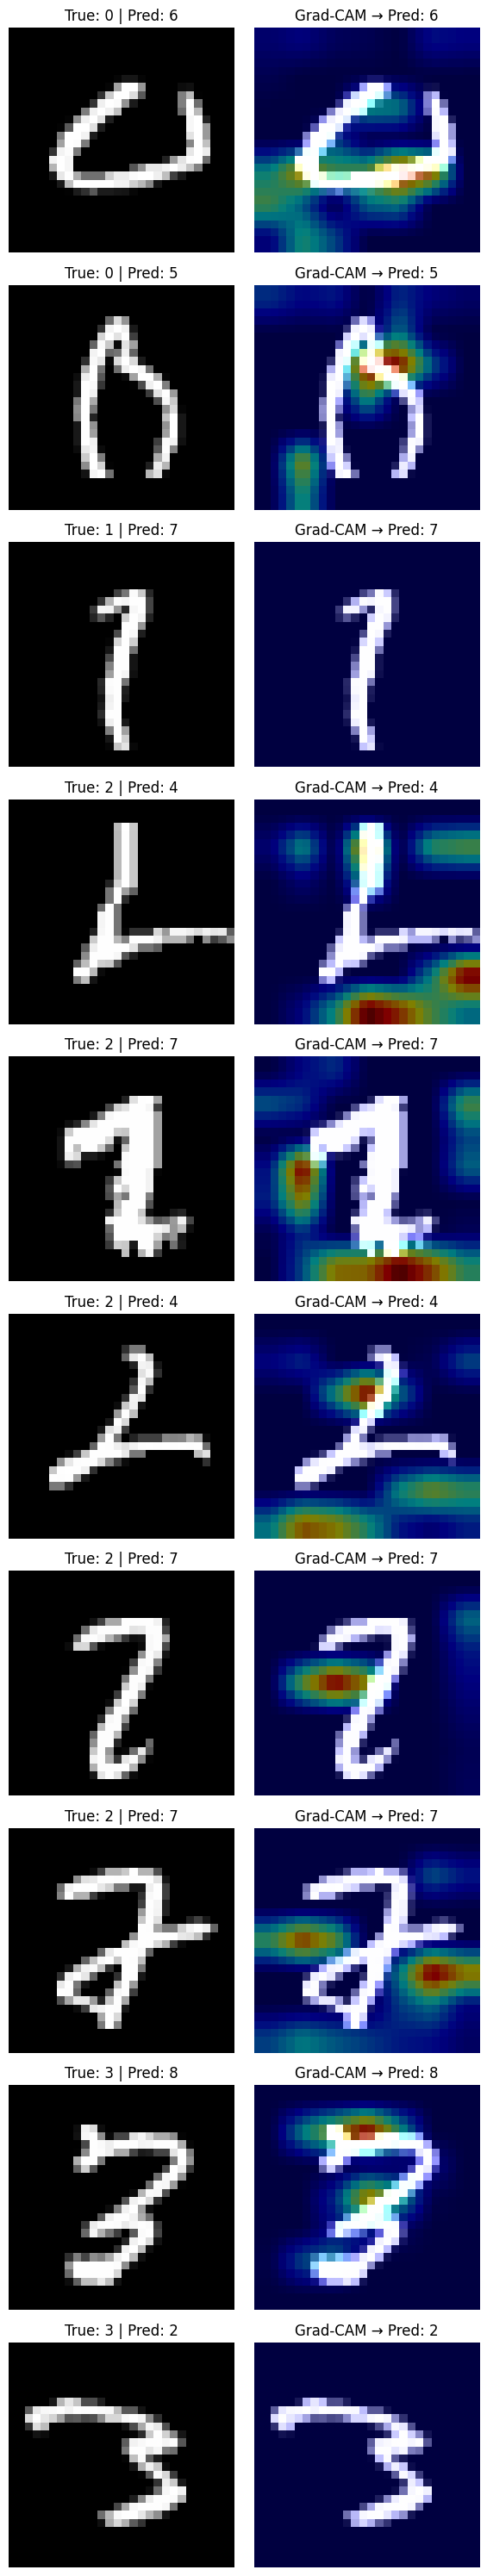 True: 0 | Pred: 6 Grad-CAM → Pred: 6
True: 0 | Pred: 5 Grad-CAM → Pred: 5
True: 1 | Pred: 7 Grad-CAM → Pred: 7
True: 2 | Pred: 4 Grad-CAM → Pred: 4
True: 2 | Pred: 7 Grad-CAM → Pred: 7
True: 2 | Pred: 4 Grad-CAM → Pred: 4
True: 2 | Pred: 7 Grad-CAM → Pred: 7
True: 2 | Pred: 7 Grad-CAM → Pred: 7
True: 3 | Pred: 8 Grad-CAM → Pred: 8
True: 3 | Pred: 2 Grad-CAM → Pred: 2